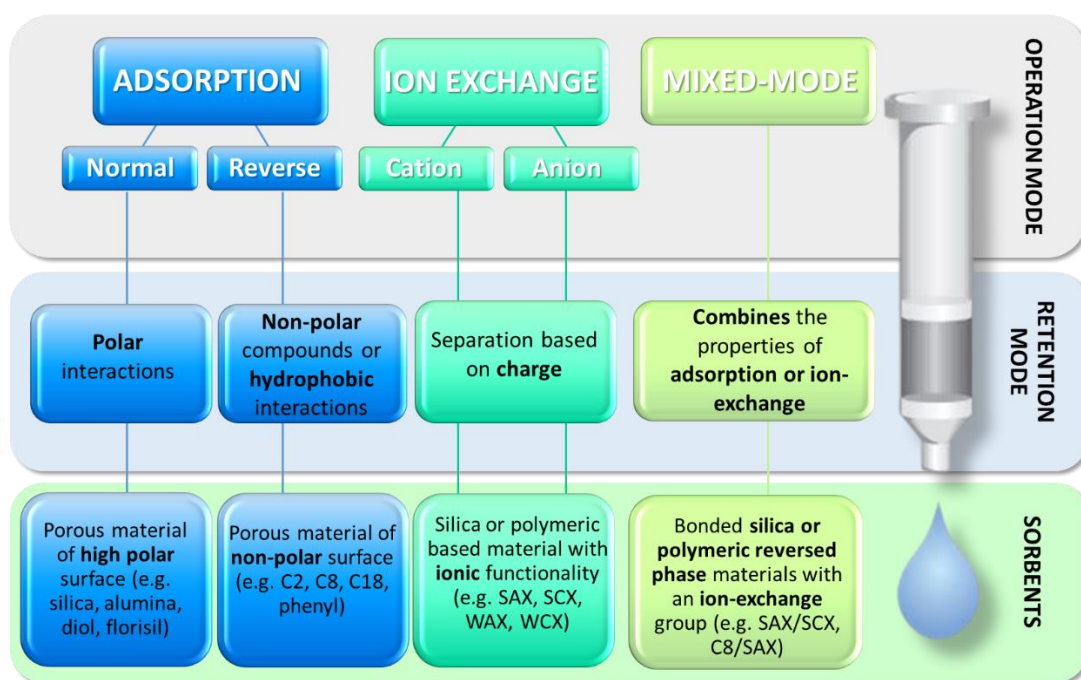 ADSORPTION
ION EXCHANGE
MIXED-MODE
Normal
Reverse
Cation
Anion
OPERATION MODE
Polar
interactions
Non-polar
compounds or
hydrophobic
interactions
Separation based
on charge
Combines the
properties of
adsorption or ion-
exchange
RETENTION
MODE
Porous material
of high polar
surface (e.g.
silica, alumina,
diol, florisil)
Porous material of
non-polar surface
(e.g. C2, C8, C18,
phenyl)
Silica or polymeric
based material with
ionic functionality
(e.g. SAX, SCX,
WAX, WCX)
Bonded silica or
polymeric reversed
phase materials with
an ion-exchange
group (e.g. SAX/SCX,
C8/SAX)
SORBENTS